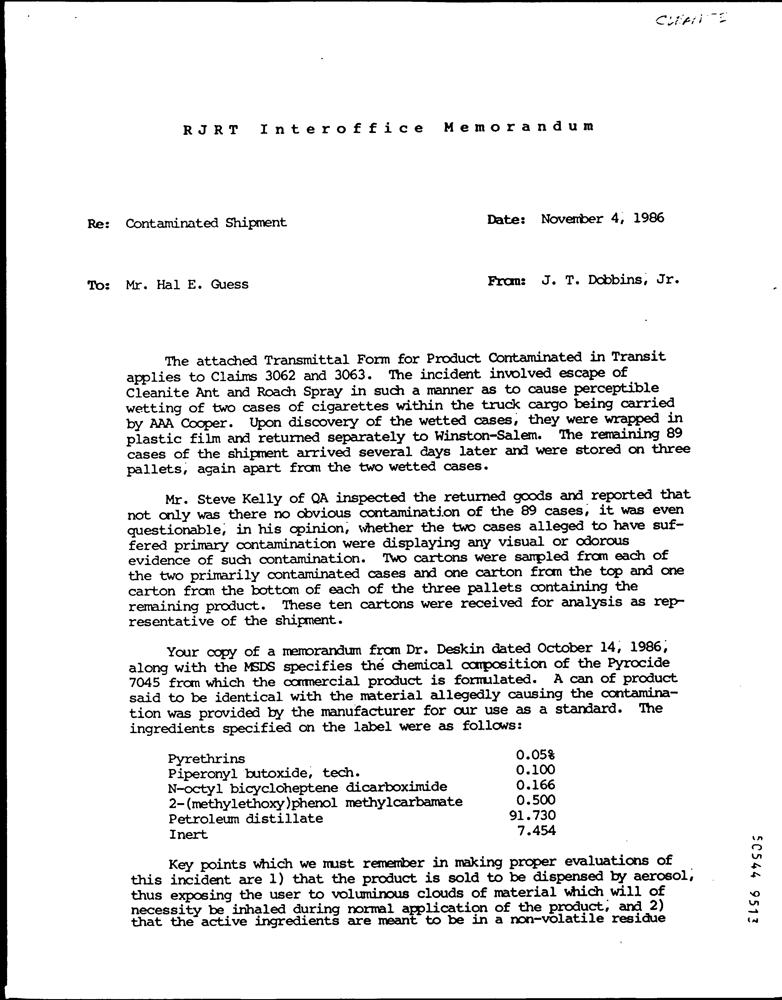 CLEANITE
RJRT Interoffice Memorandum
Re: Contaminated Shipment
Date: November 4, 1986
To: Mr. Hal E. Guess
From: J. T. Dobbins, Jr.
The attached Transmittal Form for Product Contaminated in Transit
applies to Claims 3062 and 3063. The incident involved escape of
Cleanite Ant and Roach Spray in such a manner as to cause perceptible
wetting of two cases of cigarettes within the truck cargo being carried
by AAA Cooper. Upon discovery of the wetted cases, they were wrapped in
plastic film and returned separately to Winston-Salem. The remaining 89
cases of the shipment arrived several days later and were stored on three
pallets, again apart from the two wetted cases.
Mr. Steve Kelly of QA inspected the returned goods and reported that
not only was there no obvious contamination of the 89 cases, it was even
questionable, in his opinion, whether the two cases alleged to have suf-
fered primary contamination were displaying any visual or odorous
evidence of such contamination. Two cartons were sampled from each of
the two primarily contaminated cases and one carton from the top and one
carton from the bottom of each of the three pallets containing the
remaining product. These ten cartons were received for analysis as rep-
resentative of the shipment.
Your copy of a memorandum from Dr. Deskin dated October 14, 1986,
along with the MSDS specifies the chemical composition of the Pyrocide
7045 from which the commercial product is formulated. A can of product
said to be identical with the material allegedly causing the contamina-
tion was provided by the manufacturer for our use as a standard. The
ingredients specified on the label were as follows:
Pyrethrins 0.05%
Piperonyl butoxide, tech. 0.100
N-octyl bicycloheptene dicarboximide 0.166
2-(methylethoxy)phenol methylcarbamate 0.500
Petroleum distillate 91.730
Inert 7.454
Key points which we must remember in making proper evaluations of
this incident are 1) that the product is sold to be dispensed by aerosol,
thus exposing the user to voluminous clouds of material which will of
necessity be inhaled during normal application of the product, and 2)
that the active ingredients are meant to be in a non-volatile residue
50544 9513